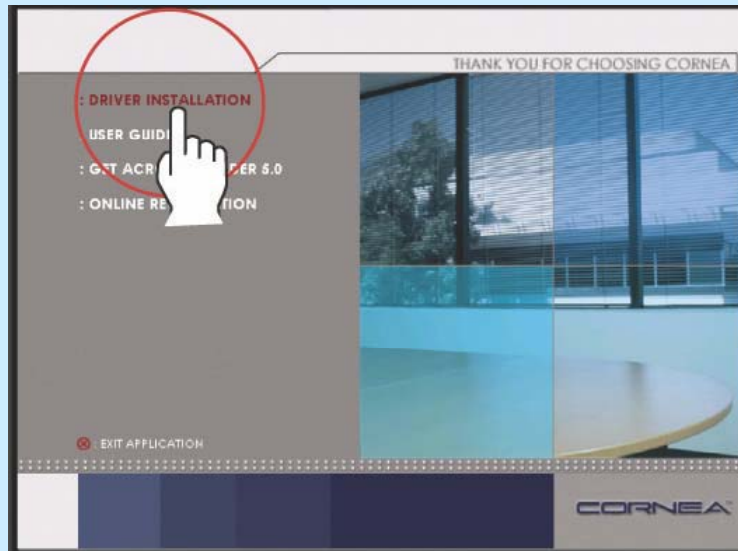 THANK YOU FOR CHOOSING CORNEA
: DRIVER INSTALLATION
: USER GUIDE
: GET ACR DER 5.0
: ONLINE RE TION
: EXIT APPLICATION
CORNEA